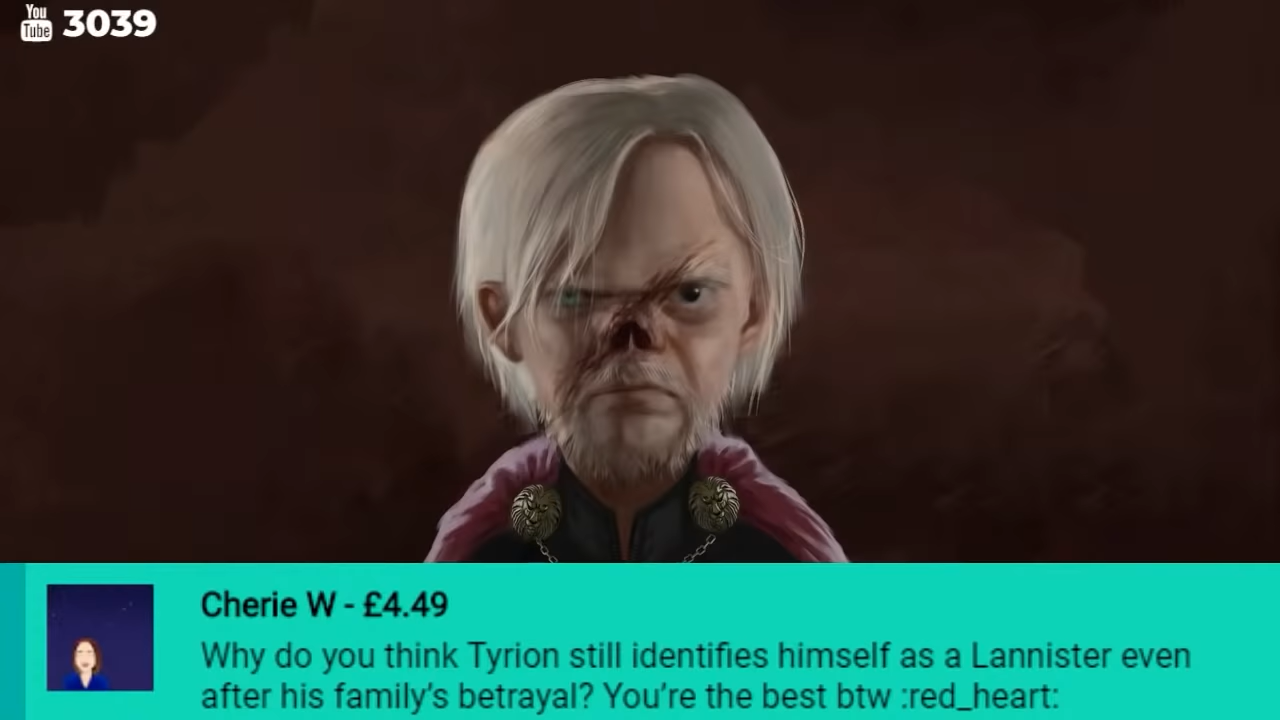 You Tube 3039
Cherie W - £4.49
Why do you think Tyrion still identifies himself as a Lannister even
after his family's betrayal? You're the best btw :red_heart: